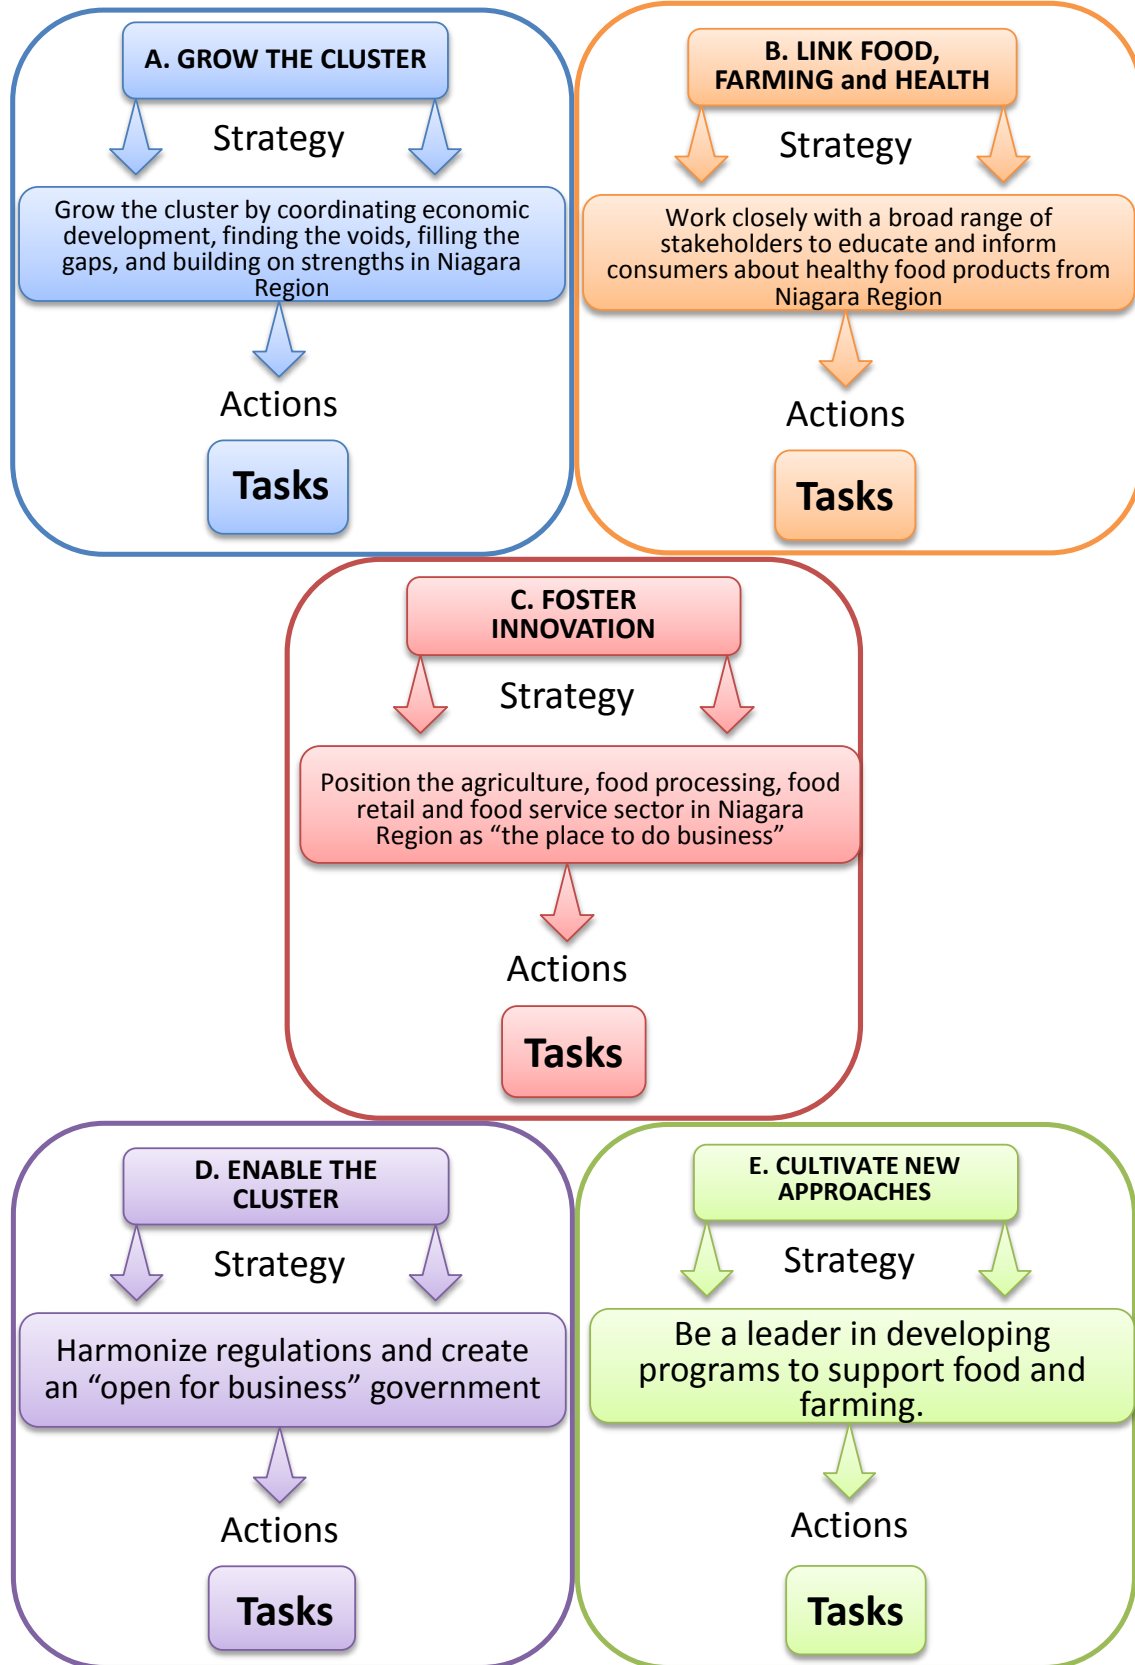 A. GROW THE CLUSTER
Strategy
Grow the cluster by coordinating economic
development, finding the voids, filling the
gaps, and building on strengths in Niagara
Region
Actions
Tasks
B. LINK FOOD,
FARMING and HEALTH
Strategy
Work closely with a broad range of
stakeholders to educate and inform
consumers about healthy food products from
Niagara Region
Actions
Tasks
C. FOSTER
INNOVATION
Strategy
Position the agriculture, food processing, food
retail and food service sector in Niagara
Region as “the place to do business”
Actions
Tasks
D. ENABLE THE
CLUSTER
Strategy
Harmonize regulations and create
an “open for business” government
Actions
Tasks
E. CULTIVATE NEW
APPROACHES
Strategy
Be a leader in developing
programs to support food and
farming.
Actions
Tasks